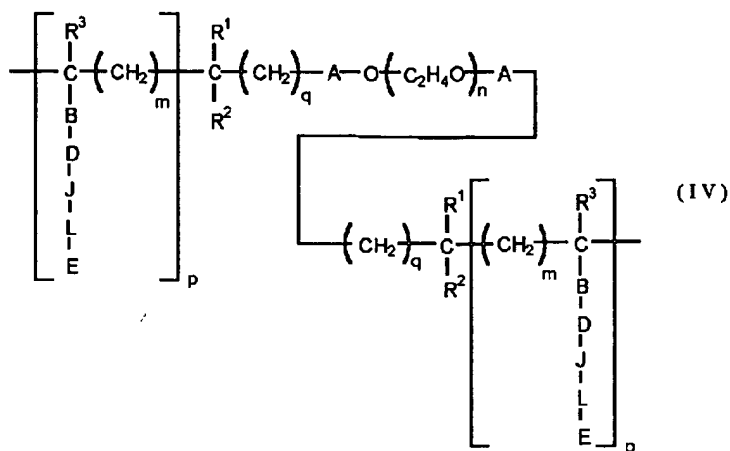 R³ R¹
C (CH₂)m C (CH₂)q A O (C₂H₄O)n A
B R²
D
J
L
E
p
(IV)
R¹ R³
(CH₂)q C (CH₂)m C
R² B
D
J
L
E
p